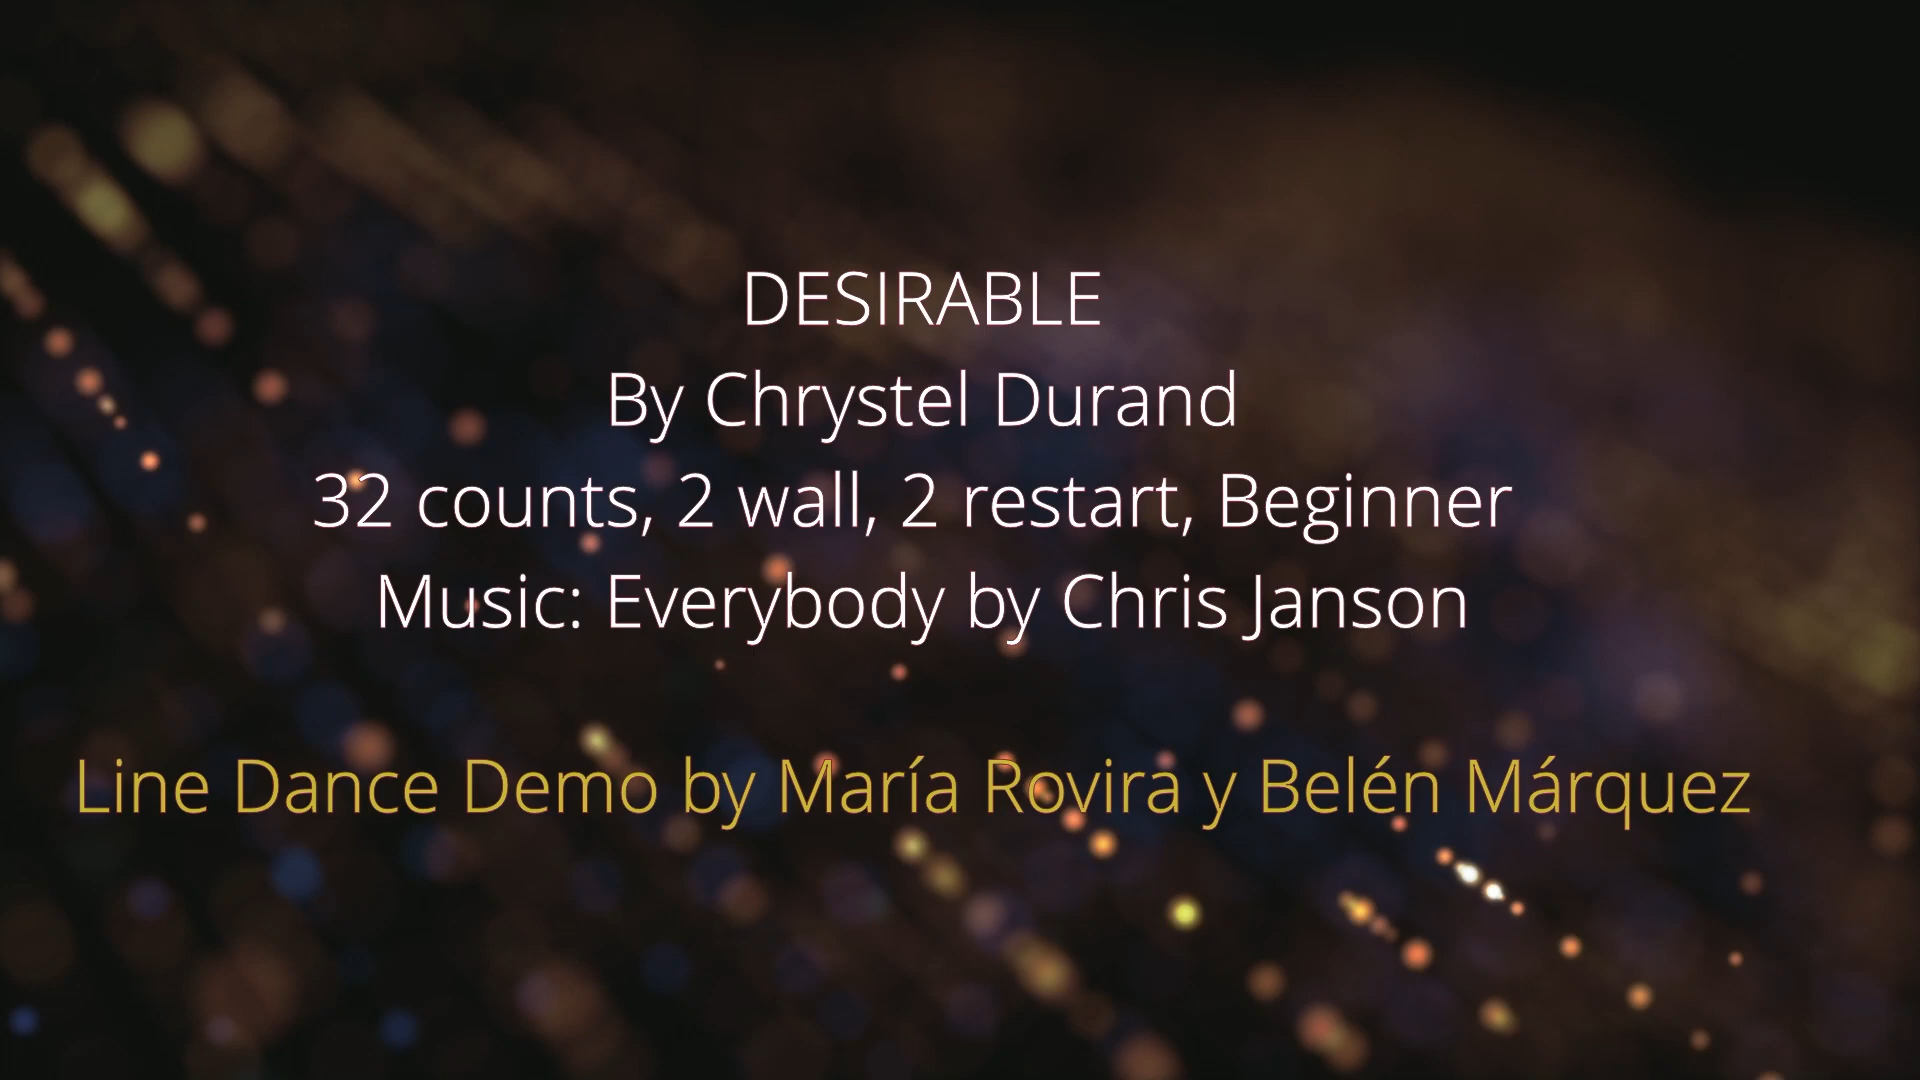 DESIRABLE
By Chrystel Durand
32 counts, 2 wall, 2 restart, Beginner
Music: Everybody by Chris Janson
Line Dance Demo by María Rovira y Belén Márquez